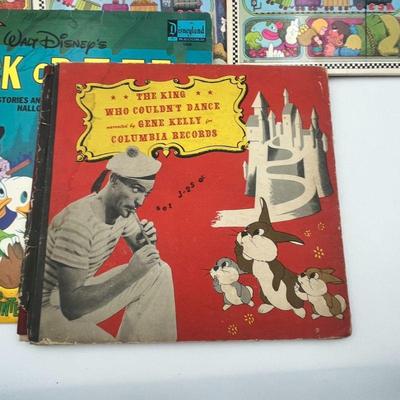 WALT DISNEY'S
Disneyland
STORIES AN
HALLO
★ ★ THE KING ★ ★
WHO COULDN'T DANCE
narrated by GENE KELLY for
COLUMBIA RECORDS
set J-25